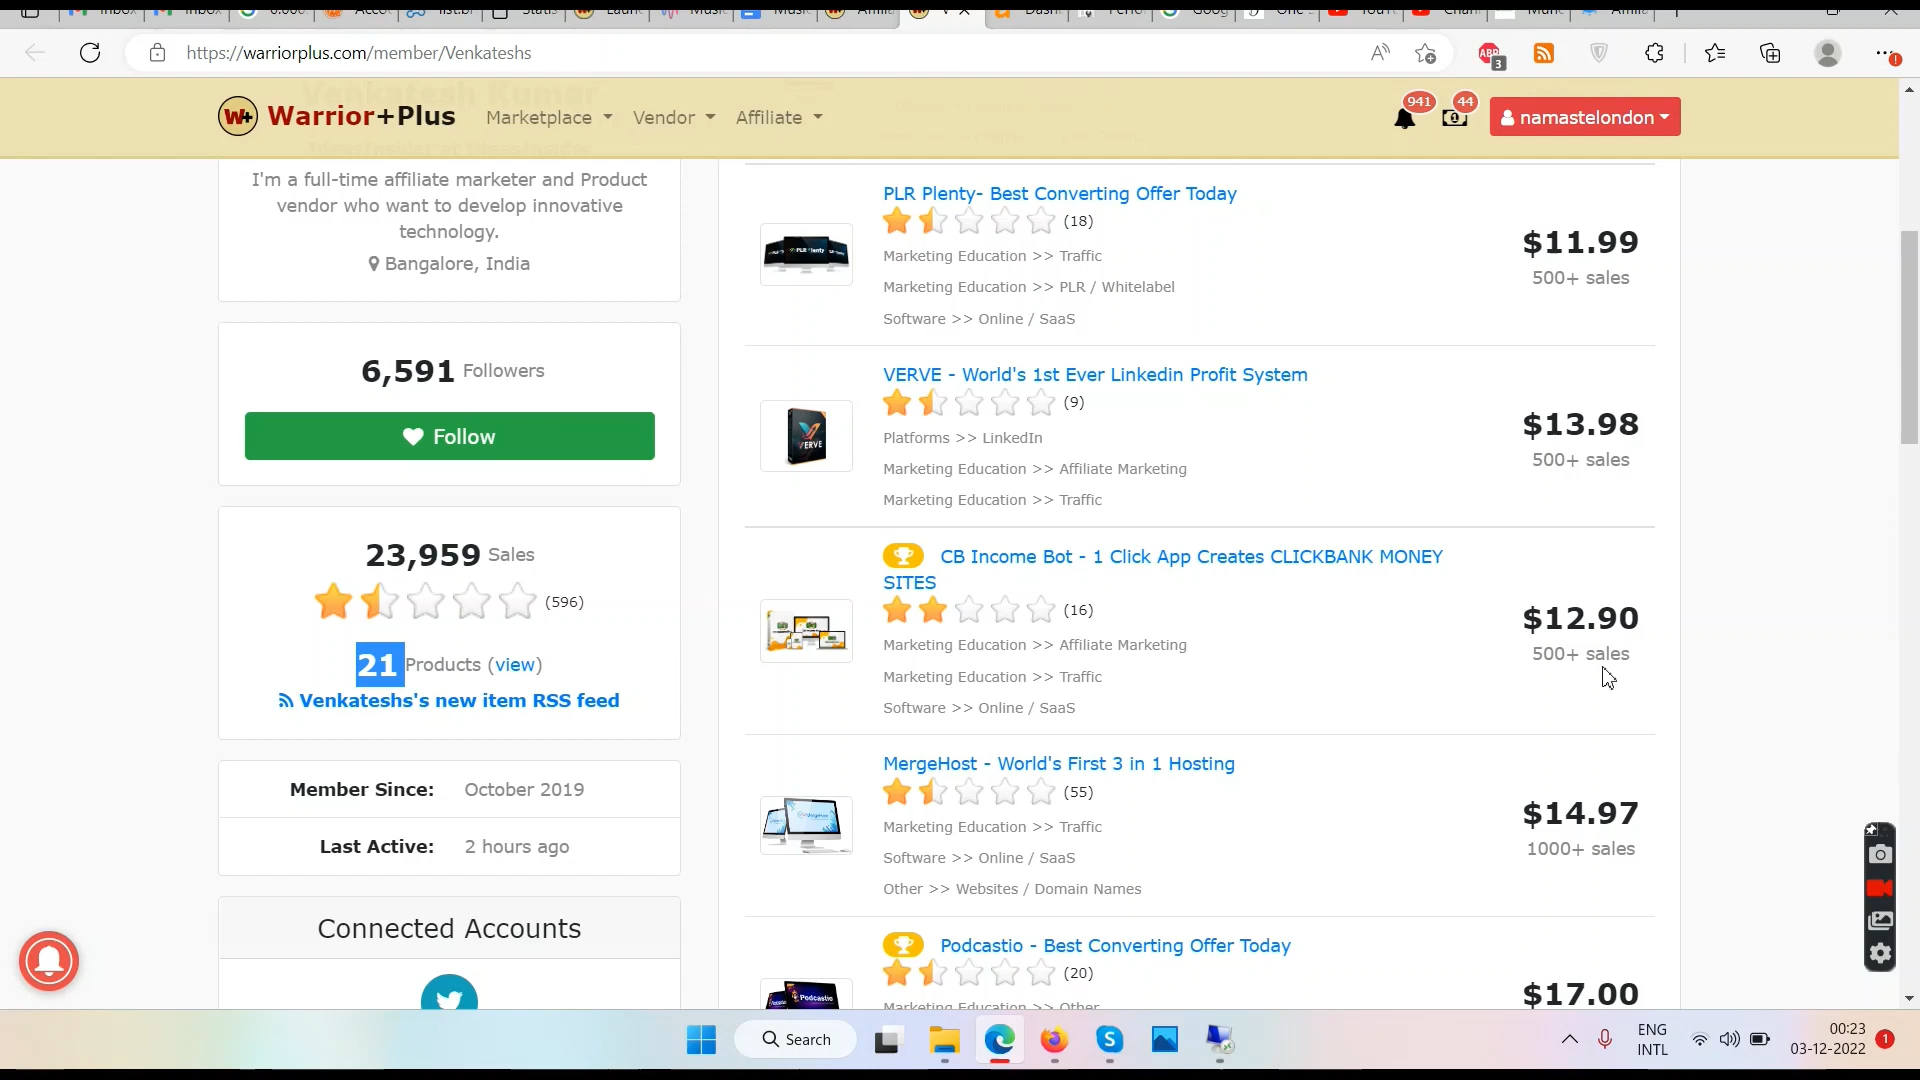 https://warriorplus.com/member/Venkateshs
ABP
3
W+ Warrior+Plus
Marketplace
Vendor
Affiliate
941
44
namastelondon
I'm a full-time affiliate marketer and Product
vendor who want to develop innovative
technology.
Bangalore, India
6,591 Followers
Follow
23,959 Sales
(596)
21 Products (view)
Venkateshs's new item RSS feed
Member Since: October 2019
Last Active: 2 hours ago
Connected Accounts
PLR Plenty- Best Converting Offer Today
(18)
Marketing Education >> Traffic
Marketing Education >> PLR / Whitelabel
Software >> Online / SaaS
$11.99
500+ sales
VERVE - World's 1st Ever Linkedin Profit System
(9)
Platforms >> LinkedIn
Marketing Education >> Affiliate Marketing
Marketing Education >> Traffic
$13.98
500+ sales
VERVE
CB Income Bot - 1 Click App Creates CLICKBANK MONEY
SITES
(16)
Marketing Education >> Affiliate Marketing
Marketing Education >> Traffic
Software >> Online / SaaS
$12.90
500+ sales
MergeHost - World's First 3 in 1 Hosting
(55)
Marketing Education >> Traffic
Software >> Online / SaaS
Other >> Websites / Domain Names
$14.97
1000+ sales
Podcastio - Best Converting Offer Today
(20)
Marketing Education >> Other
$17.00
Podcastio
Search
ENG
INTL
00:23
03-12-2022
1